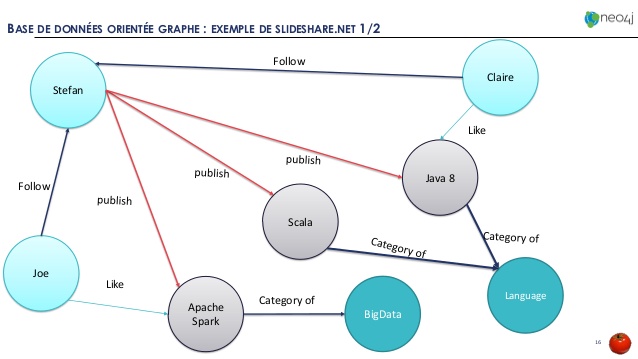 BASE DE DONNÉES ORIENTÉE GRAPHE : EXEMPLE DE SLIDESHARE.NET 1/2
neo4j
Follow
Stefan
Claire
Like
publish
publish
Java 8
Follow
publish
Scala
Category of
Category of
Joe
Like
Language
Apache
Spark
Category of
BigData
16